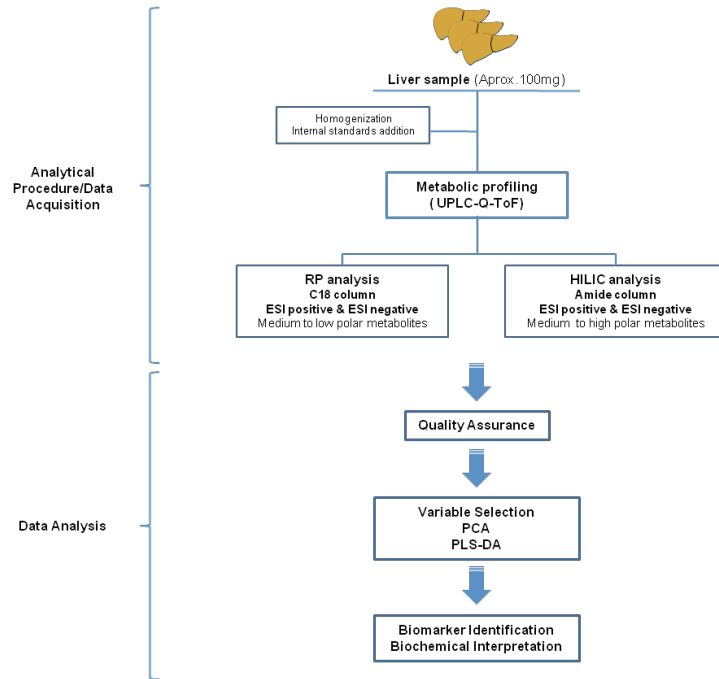 Liver sample (Aprox.100mg)
Homogenization
Internal standards addition
Analytical
Procedure/Data
Acquisition
Metabolic profiling
( UPLC-Q-ToF)
RP analysis
C18 column
ESI positive & ESI negative
Medium to low polar metabolites
HILIC analysis
Amide column
ESI positive & ESI negative
Medium to high polar metabolites
Quality Assurance
Data Analysis
Variable Selection
PCA
PLS-DA
Biomarker Identification
Biochemical Interpretation